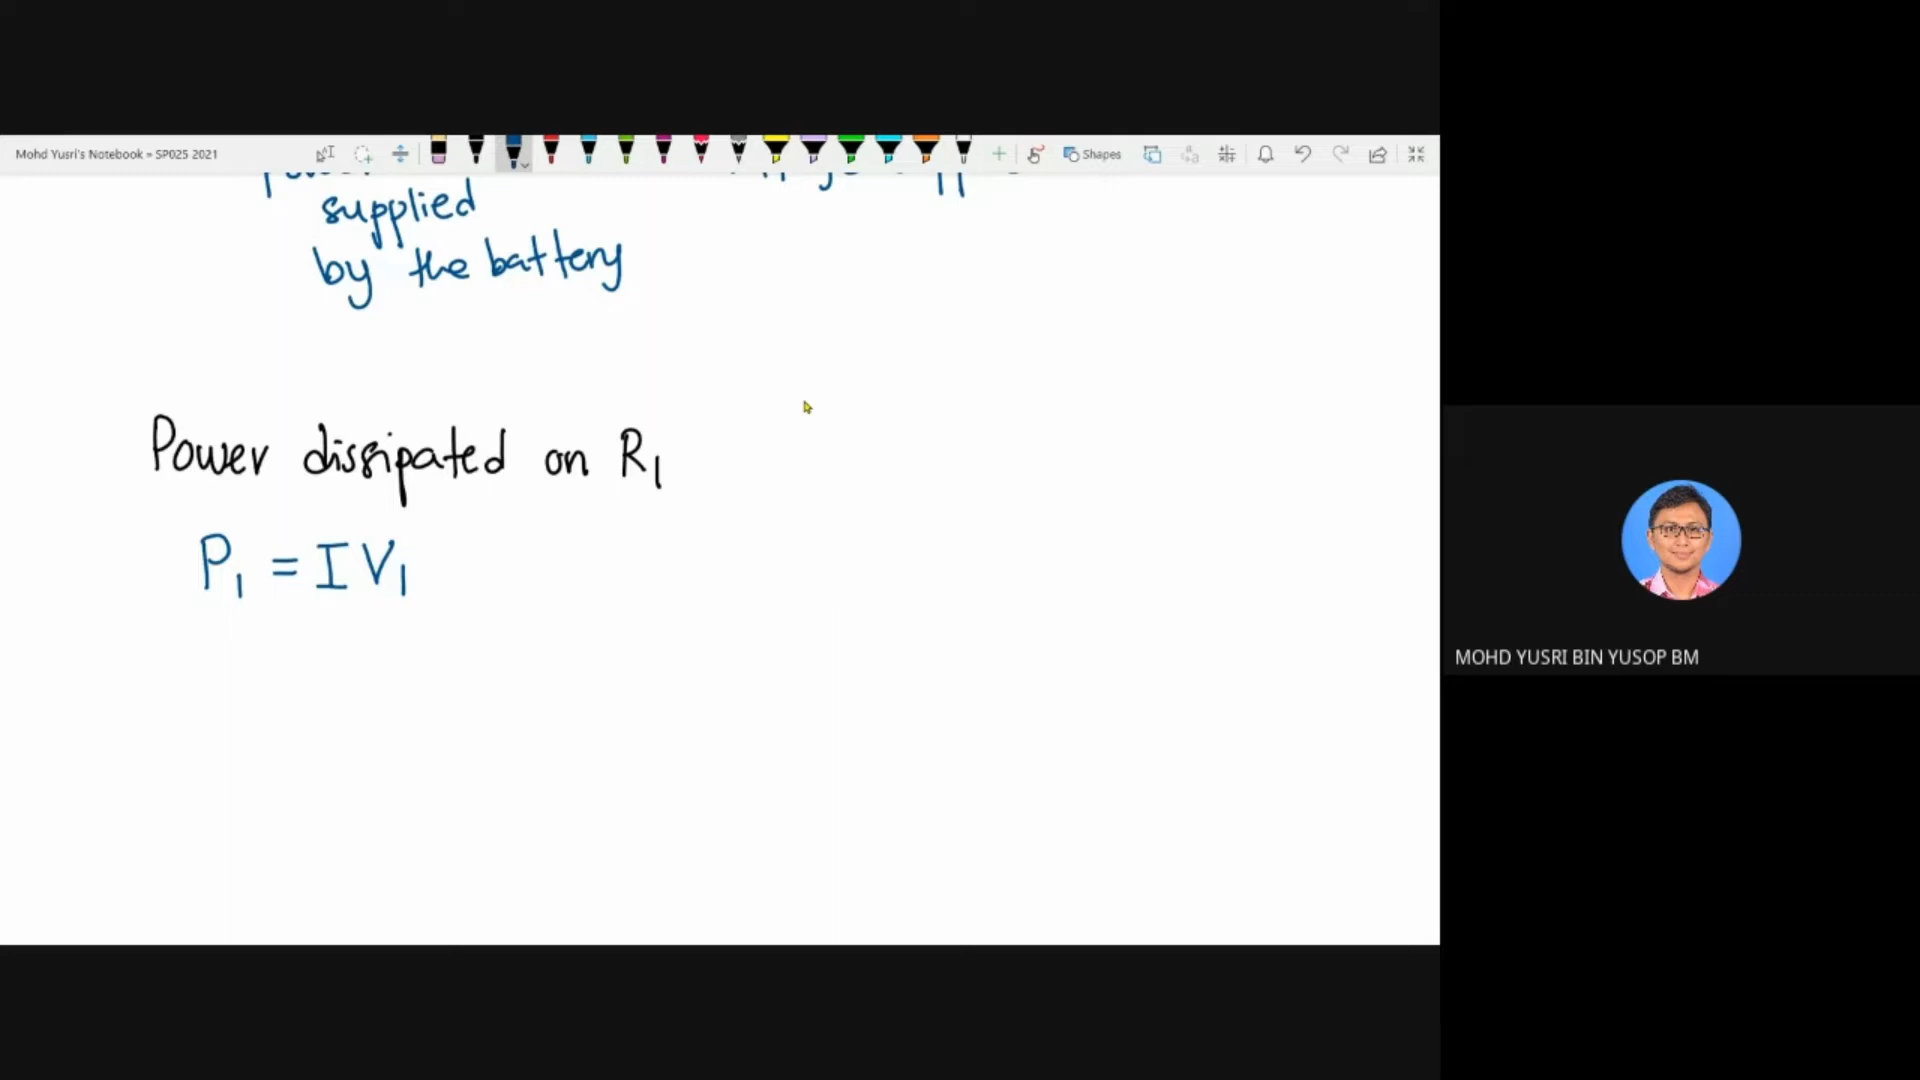 Mohd Yusri's Notebook » SP025 2021
Shapes
supplied
by the battery
Power dissipated on R₁
P₁ = IV₁
MOHD YUSRI BIN YUSOP BM